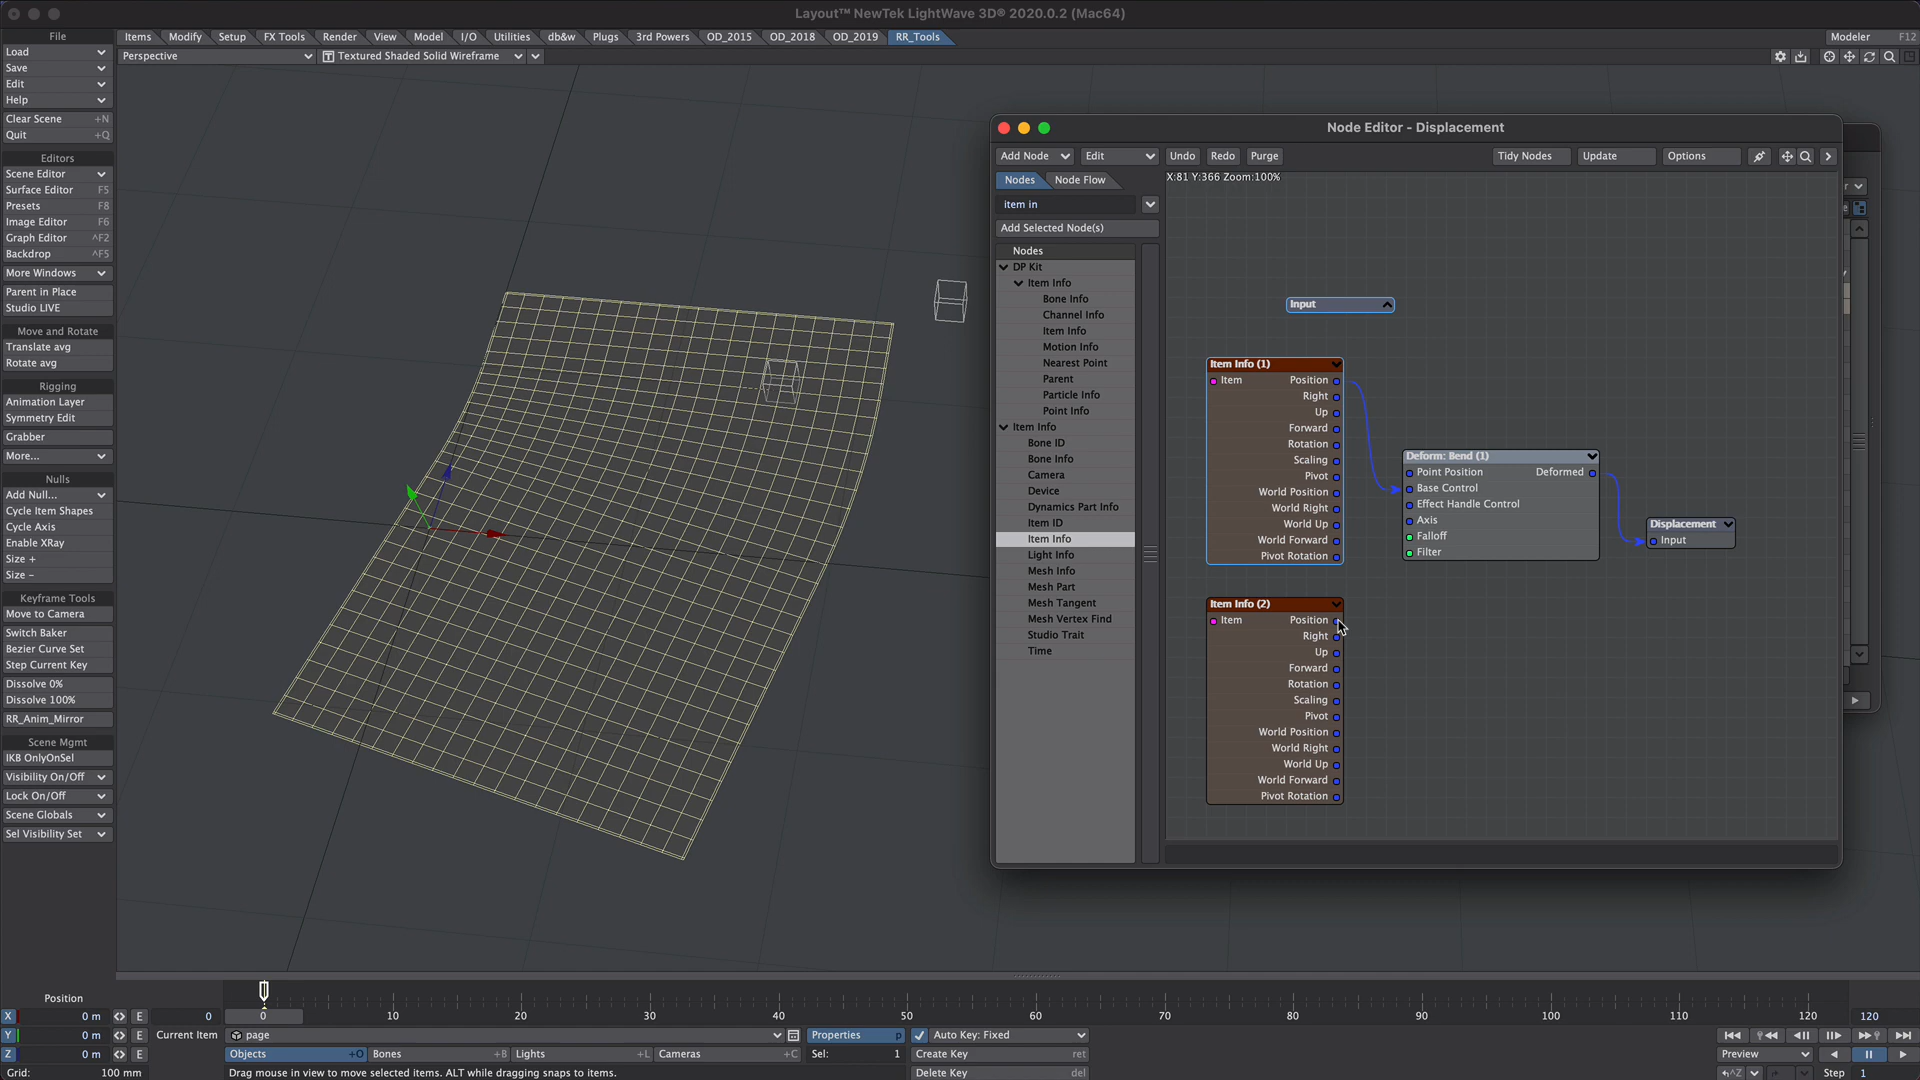 Layout™ NewTek LightWave 3D® 2020.0.2 (Mac64)
File
Items Modify Setup FX Tools Render View Model I/O Utilities db&w Plugs 3rd Powers OD_2015 OD_2018 OD_2019 RR_Tools Modeler F12
Load
Perspective Textured Shaded Solid Wireframe
Save
Edit
Help
Clear Scene +N
Quit +Q
Editors
Scene Editor
Surface Editor F5
Presets F8
Image Editor F6
Graph Editor ^F2
Backdrop ^F5
More Windows
Parent in Place
Studio LIVE
Move and Rotate
Translate avg
Rotate avg
Rigging
Animation Layer
Symmetry Edit
Grabber
More...
Nulls
Add Null...
Cycle Item Shapes
Cycle Axis
Enable XRay
Size +
Size –
Keyframe Tools
Move to Camera
Switch Baker
Bezier Curve Set
Step Current Key
Dissolve 0%
Dissolve 100%
RR_Anim_Mirror
Scene Mgmt
IKB OnlyOnSel
Visibility On/Off
Lock On/Off
Scene Globals
Sel Visibility Set
Node Editor - Displacement
Add Node Edit Undo Redo Purge Tidy Nodes Update Options
Nodes Node Flow
X:81 Y:366 Zoom:100%
item in
Add Selected Node(s)
Nodes
DP Kit
Item Info
Bone Info
Channel Info
Item Info
Motion Info
Nearest Point
Parent
Particle Info
Point Info
Item Info
Bone ID
Bone Info
Camera
Device
Dynamics Part Info
Item ID
Item Info
Light Info
Mesh Info
Mesh Part
Mesh Tangent
Mesh Vertex Find
Studio Trait
Time
Input
Item Info (1)
Item Position
Right
Up
Forward
Rotation
Scaling
Pivot
World Position
World Right
World Up
World Forward
Pivot Rotation
Deform: Bend (1)
Point Position Deformed
Base Control
Effect Handle Control
Axis
Falloff
Filter
Displacement
Input
Item Info (2)
Item Position
Right
Up
Forward
Rotation
Scaling
Pivot
World Position
World Right
World Up
World Forward
Pivot Rotation
Position
X 0 m E 0 0 10 20 30 40 50 60 70 80 90 100 110 120 120
Y 0 m E Current Item page Properties p Auto Key: Fixed
Z 0 m E Objects +O Bones +B Lights +L Cameras +C Sel: 1 Create Key ret Preview
Grid: 100 mm Drag mouse in view to move selected items. ALT while dragging snaps to items. Delete Key del ^Z Step 1